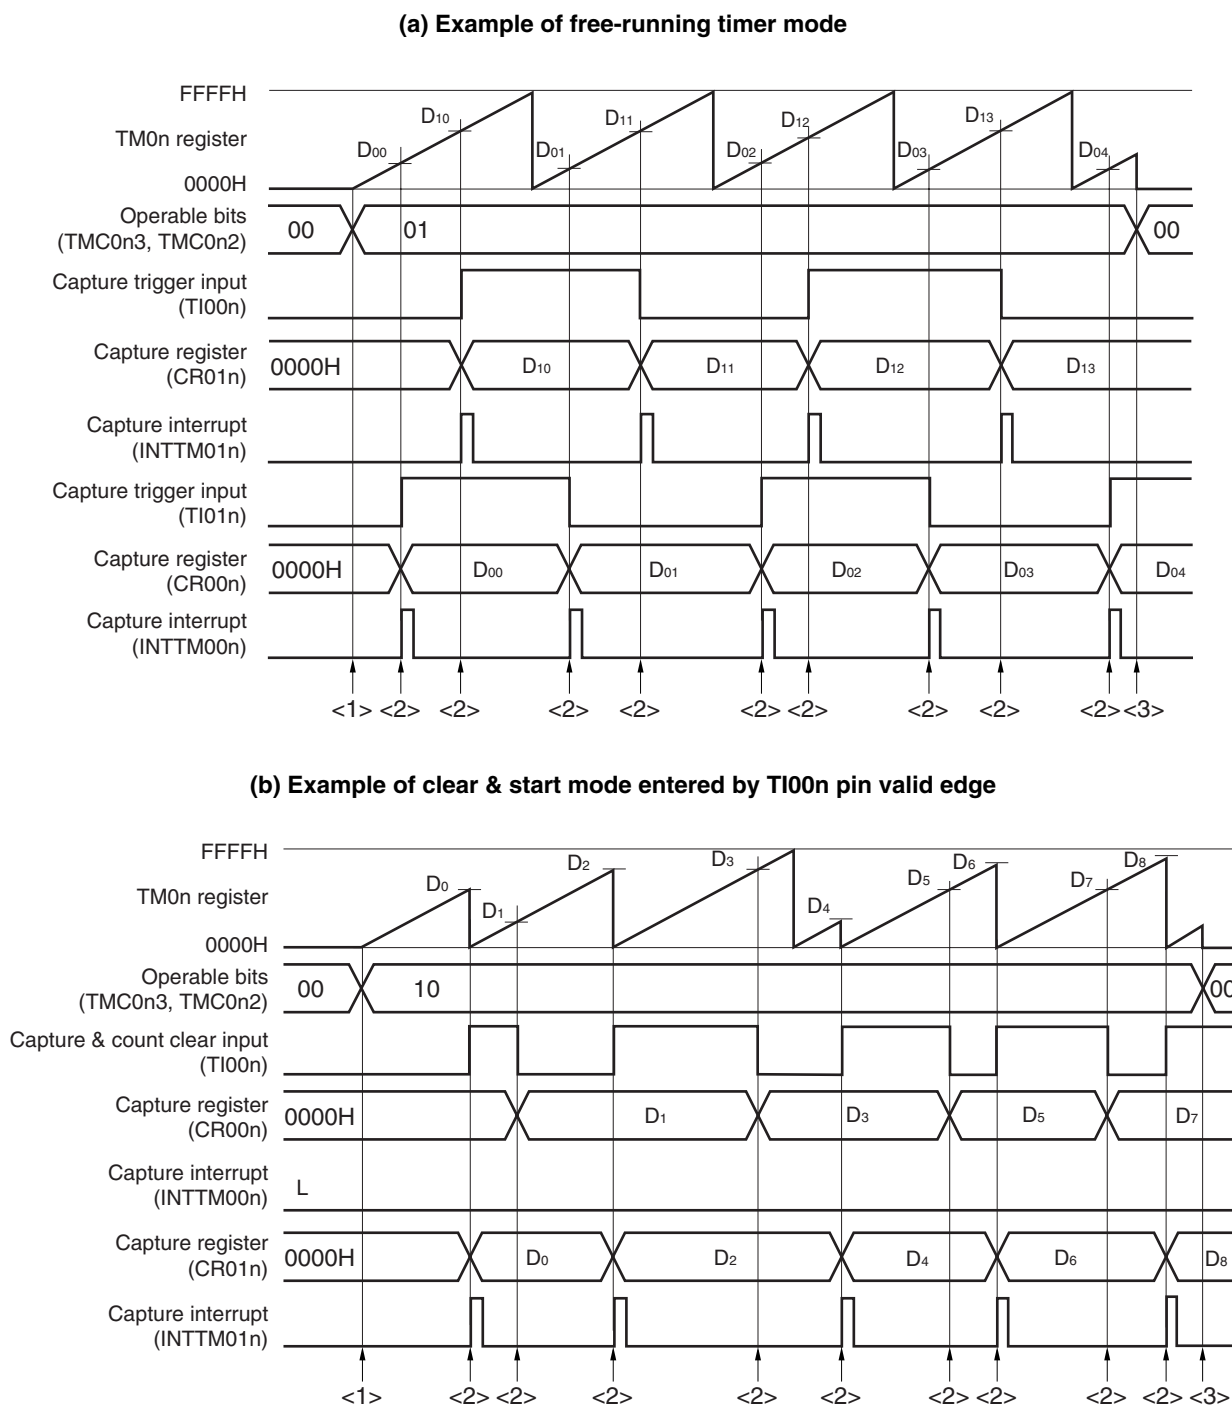 (a) Example of free-running timer mode
FFFFH
TM0n register
0000H
D00
D10
D01
D11
D02
D12
D03
D13
D04
Operable bits
(TMC0n3, TMC0n2)
00
01
00
Capture trigger input
(TI00n)
Capture register
(CR01n)
0000H
D10
D11
D12
D13
Capture interrupt
(INTTM01n)
Capture trigger input
(TI01n)
Capture register
(CR00n)
0000H
D00
D01
D02
D03
D04
Capture interrupt
(INTTM00n)
<1> <2> <2> <2> <2> <2> <2> <2> <2> <2> <3>
(b) Example of clear & start mode entered by TI00n pin valid edge
FFFFH
TM0n register
0000H
D0
D1
D2
D3
D4
D5
D6
D7
D8
Operable bits
(TMC0n3, TMC0n2)
00
10
00
Capture & count clear input
(TI00n)
Capture register
(CR00n)
0000H
D1
D3
D5
D7
Capture interrupt
(INTTM00n)
L
Capture register
(CR01n)
0000H
D0
D2
D4
D6
D8
Capture interrupt
(INTTM01n)
<1> <2> <2> <2> <2> <2> <2> <2> <2> <2> <3>